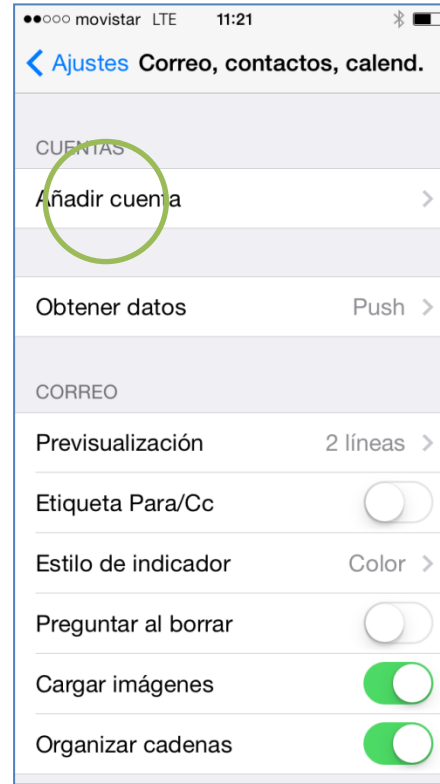 movistar LTE 11:21
Ajustes Correo, contactos, calend.
CUENTAS
Añadir cuenta
Obtener datos Push
CORREO
Previsualización 2 líneas
Etiqueta Para/Cc
Estilo de indicador Color
Preguntar al borrar
Cargar imágenes
Organizar cadenas